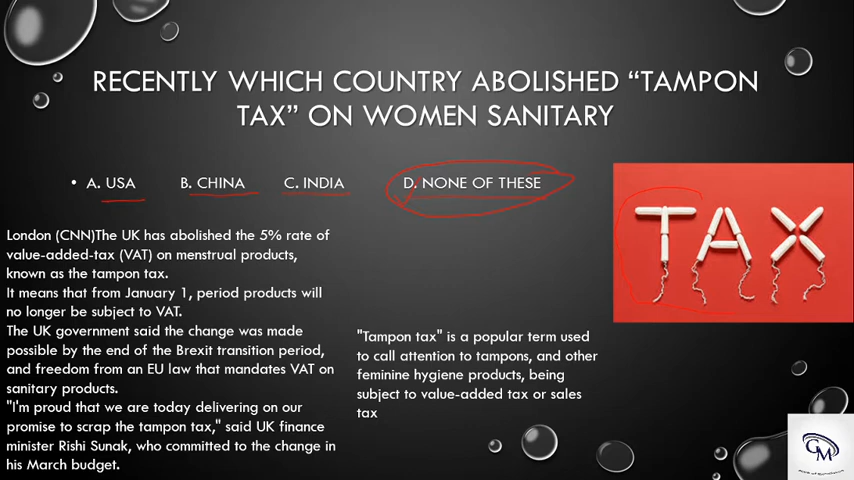 RECENTLY WHICH COUNTRY ABOLISHED “TAMPON
TAX” ON WOMEN SANITARY
• A. USA B. CHINA C. INDIA D. NONE OF THESE
TAX
London (CNN)The UK has abolished the 5% rate of
value-added-tax (VAT) on menstrual products,
known as the tampon tax.
It means that from January 1, period products will
no longer be subject to VAT.
The UK government said the change was made
possible by the end of the Brexit transition period,
and freedom from an EU law that mandates VAT on
sanitary products.
"I'm proud that we are today delivering on our
promise to scrap the tampon tax," said UK finance
minister Rishi Sunak, who committed to the change in
his March budget.
"Tampon tax" is a popular term used
to call attention to tampons, and other
feminine hygiene products, being
subject to value-added tax or sales
tax
GM